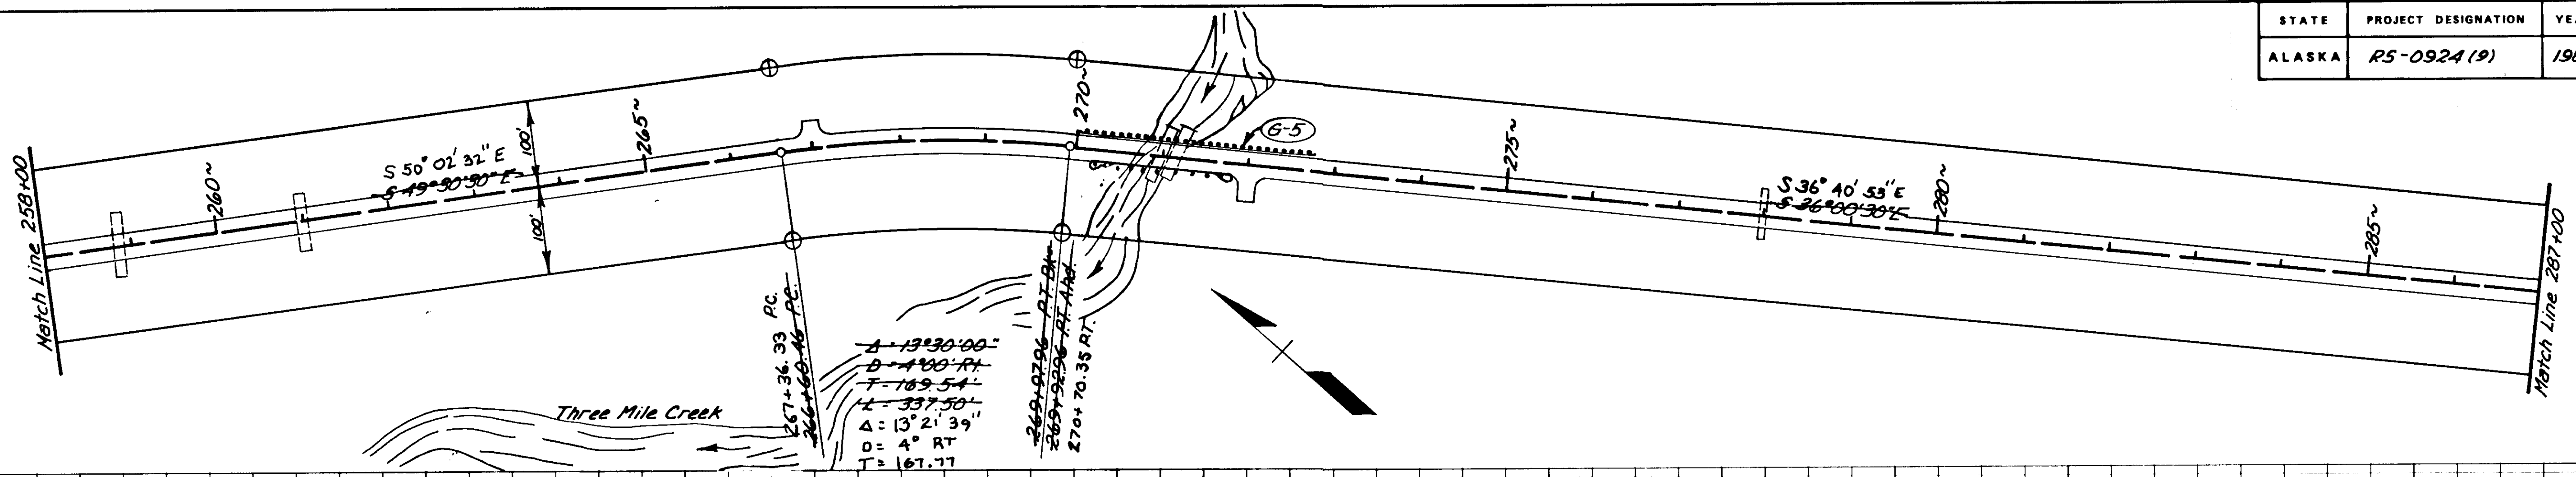 STATE
PROJECT DESIGNATION
ALASKA
RS-0924 (9)
Match Line 258+00
260~
S 50° 02' 32" E
S 49°30'30" E
100'
100'
265~
270~
G-5
275~
S 36° 40' 53" E
S 36°00'30" E
280~
285~
Match Line 287+00
267+36.33 P.C.
266+60.46 P.C.
269+97.96 P.T. BK
269+92.96 P.T. Ahd.
270+70.35 P.T.
Δ = 13°30'00"
D = 4°00' Rt.
T = 169.54'
L = 337.50'
Δ = 13° 21' 39"
D = 4° RT
T = 167.77
Three Mile Creek